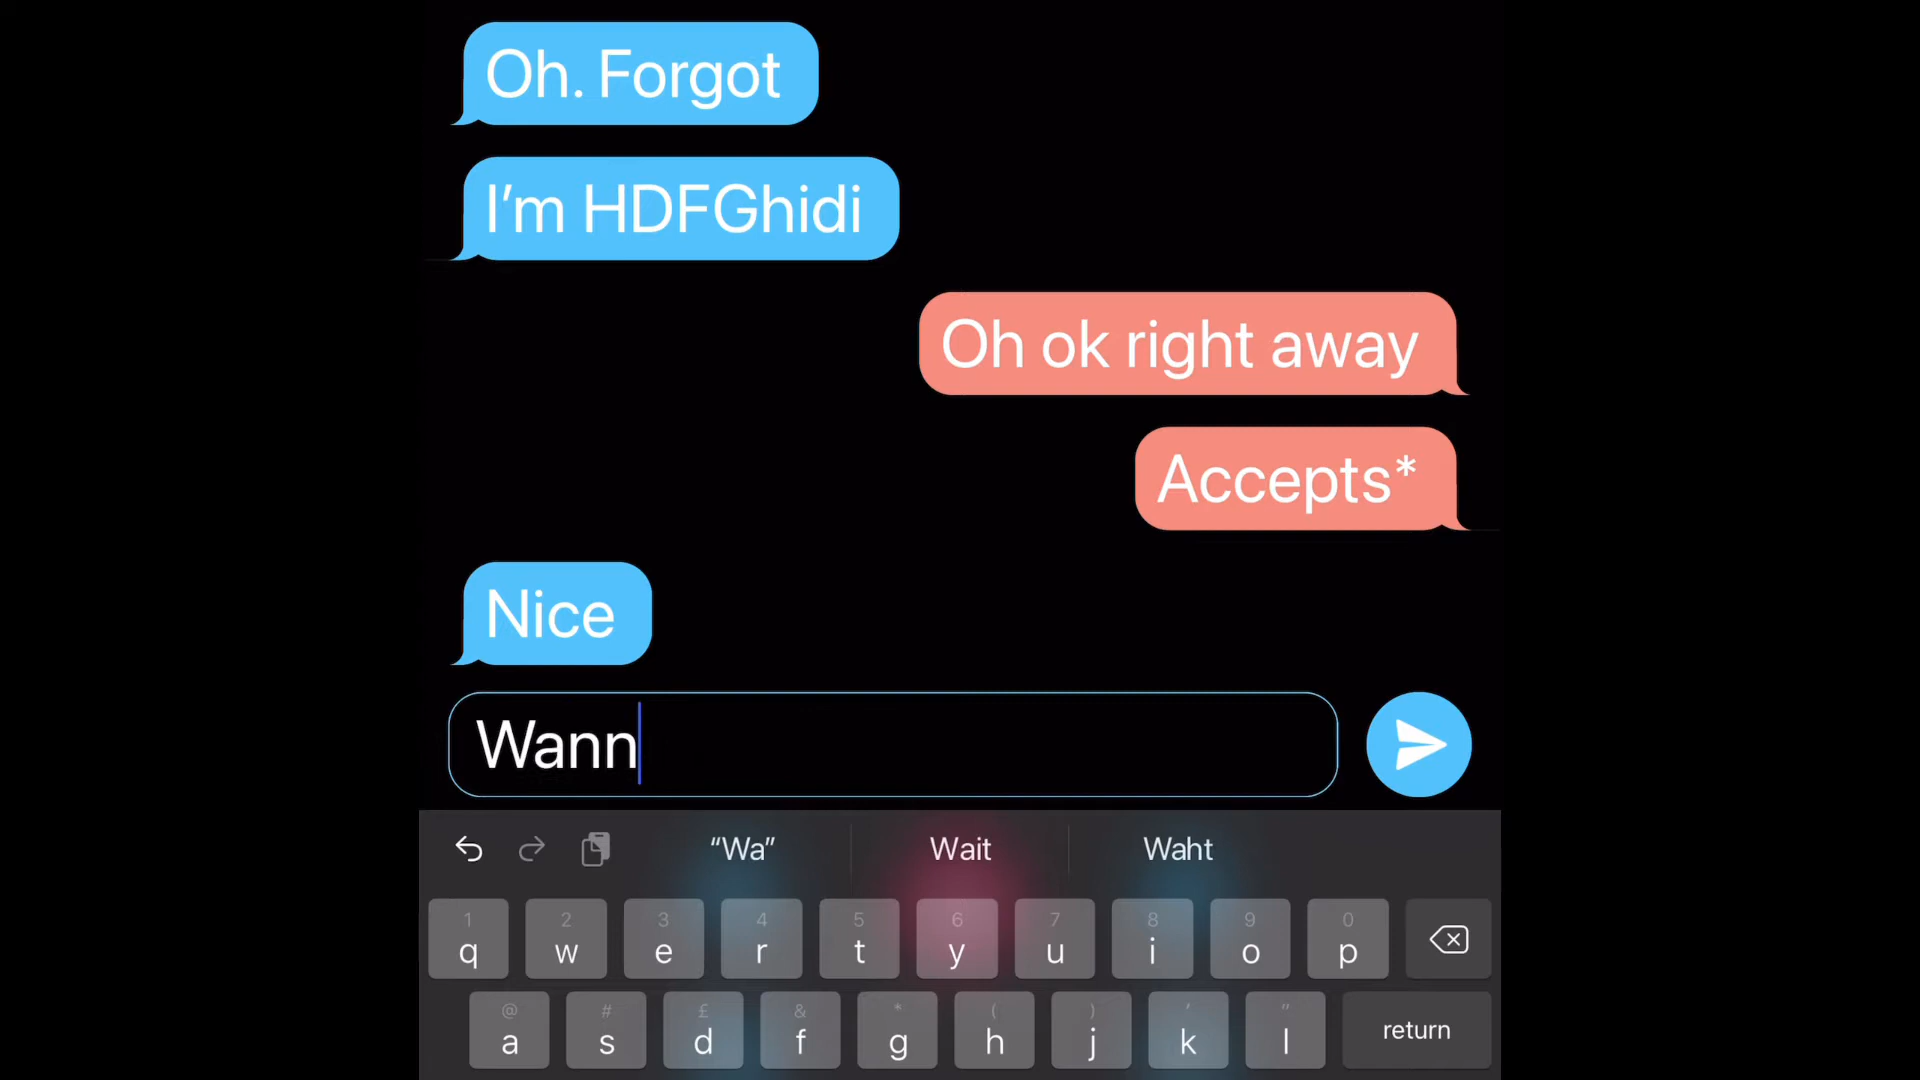 Oh. Forgot
I’m HDFGhidi
Oh ok right away
Accepts*
Nice
Wann
“Wa” Wait Waht
1 2 3 4 5 6 7 8 9 0
q w e r t y u i o p
@ # £ & * ( ) ' "
a s d f g h j k l return